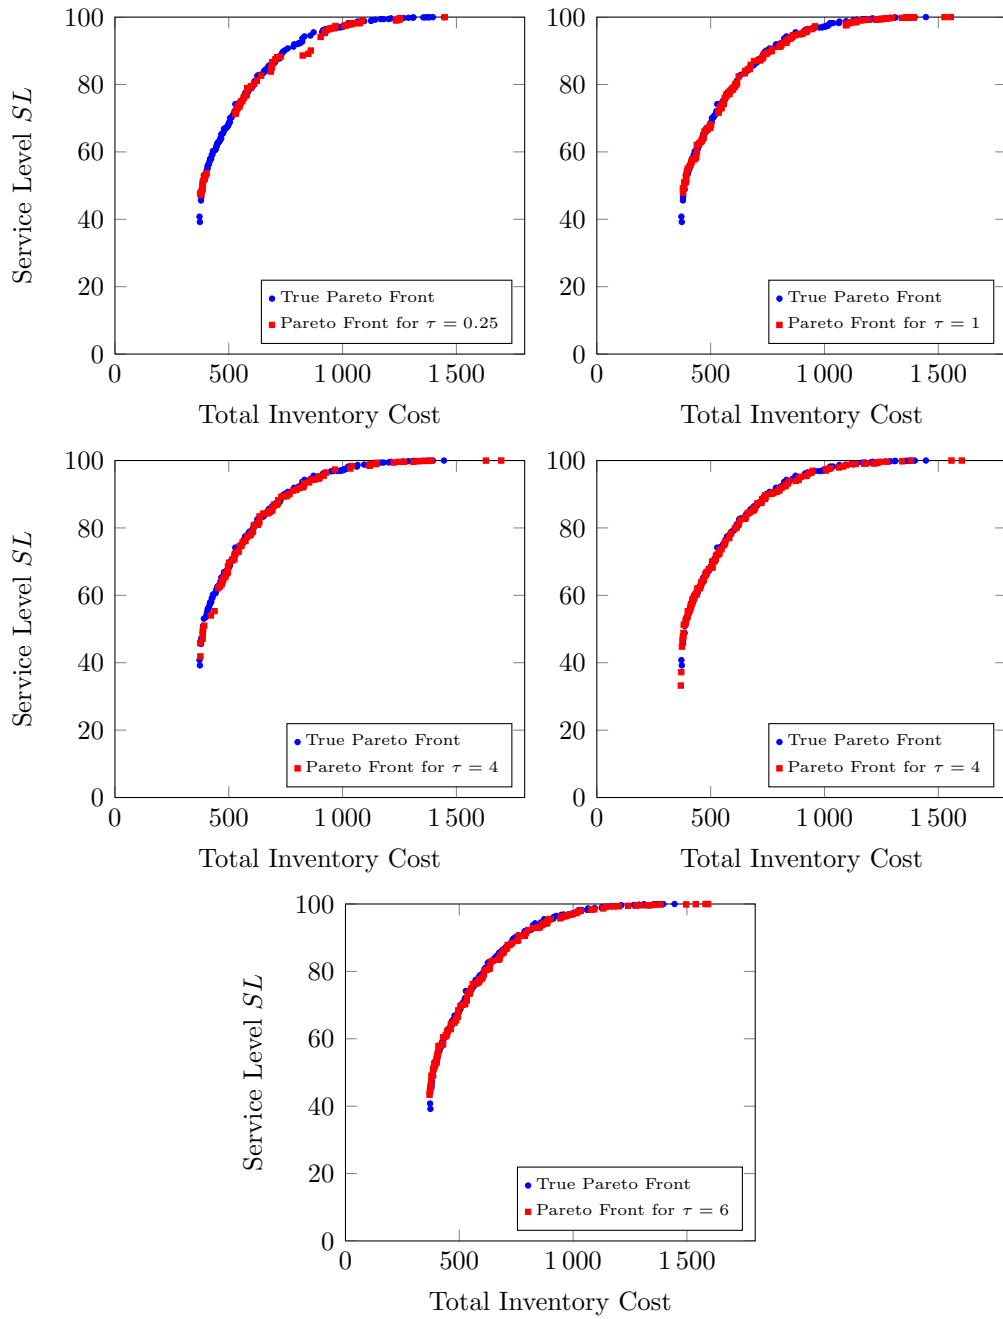 100
80
60
40
20
0
Service Level SL
True Pareto Front
Pareto Front for τ = 0.25
0 500 1 000 1 500
Total Inventory Cost
100
80
60
40
20
0
True Pareto Front
Pareto Front for τ = 1
0 500 1 000 1 500
Total Inventory Cost
100
80
60
40
20
0
Service Level SL
True Pareto Front
Pareto Front for τ = 4
0 500 1 000 1 500
Total Inventory Cost
100
80
60
40
20
0
True Pareto Front
Pareto Front for τ = 4
0 500 1 000 1 500
Total Inventory Cost
100
80
60
40
20
0
Service Level SL
True Pareto Front
Pareto Front for τ = 6
0 500 1 000 1 500
Total Inventory Cost